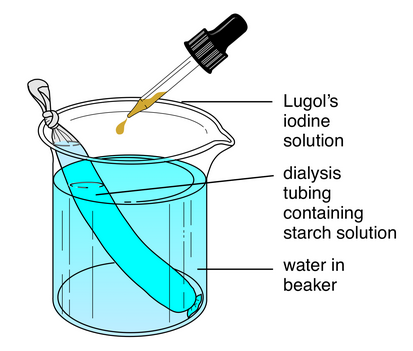 Lugol's
iodine
solution
dialysis
tubing
containing
starch solution
water in
beaker